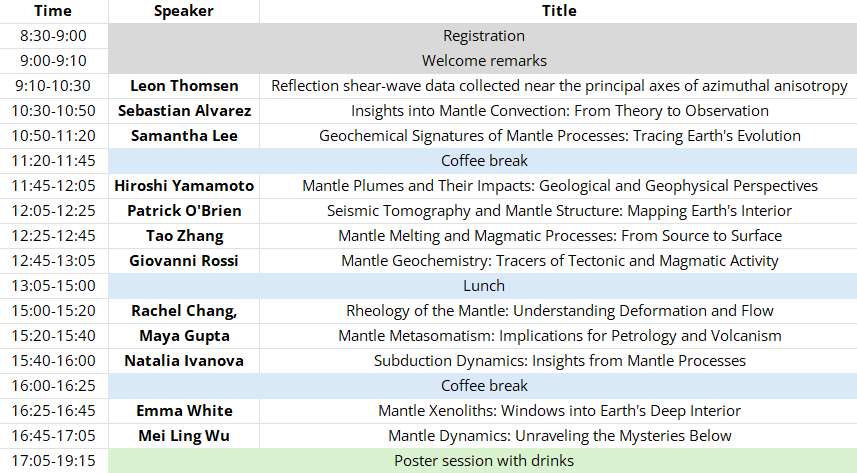 Time Speaker Title
8:30-9:00 Registration
9:00-9:10 Welcome remarks
9:10-10:30 Leon Thomsen Reflection shear-wave data collected near the principal axes of azimuthal anisotropy
10:30-10:50 Sebastian Alvarez Insights into Mantle Convection: From Theory to Observation
10:50-11:20 Samantha Lee Geochemical Signatures of Mantle Processes: Tracing Earth's Evolution
11:20-11:45 Coffee break
11:45-12:05 Hiroshi Yamamoto Mantle Plumes and Their Impacts: Geological and Geophysical Perspectives
12:05-12:25 Patrick O'Brien Seismic Tomography and Mantle Structure: Mapping Earth's Interior
12:25-12:45 Tao Zhang Mantle Melting and Magmatic Processes: From Source to Surface
12:45-13:05 Giovanni Rossi Mantle Geochemistry: Tracers of Tectonic and Magmatic Activity
13:05-15:00 Lunch
15:00-15:20 Rachel Chang, Rheology of the Mantle: Understanding Deformation and Flow
15:20-15:40 Maya Gupta Mantle Metasomatism: Implications for Petrology and Volcanism
15:40-16:00 Natalia Ivanova Subduction Dynamics: Insights from Mantle Processes
16:00-16:25 Coffee break
16:25-16:45 Emma White Mantle Xenoliths: Windows into Earth's Deep Interior
16:45-17:05 Mei Ling Wu Mantle Dynamics: Unraveling the Mysteries Below
17:05-19:15 Poster session with drinks